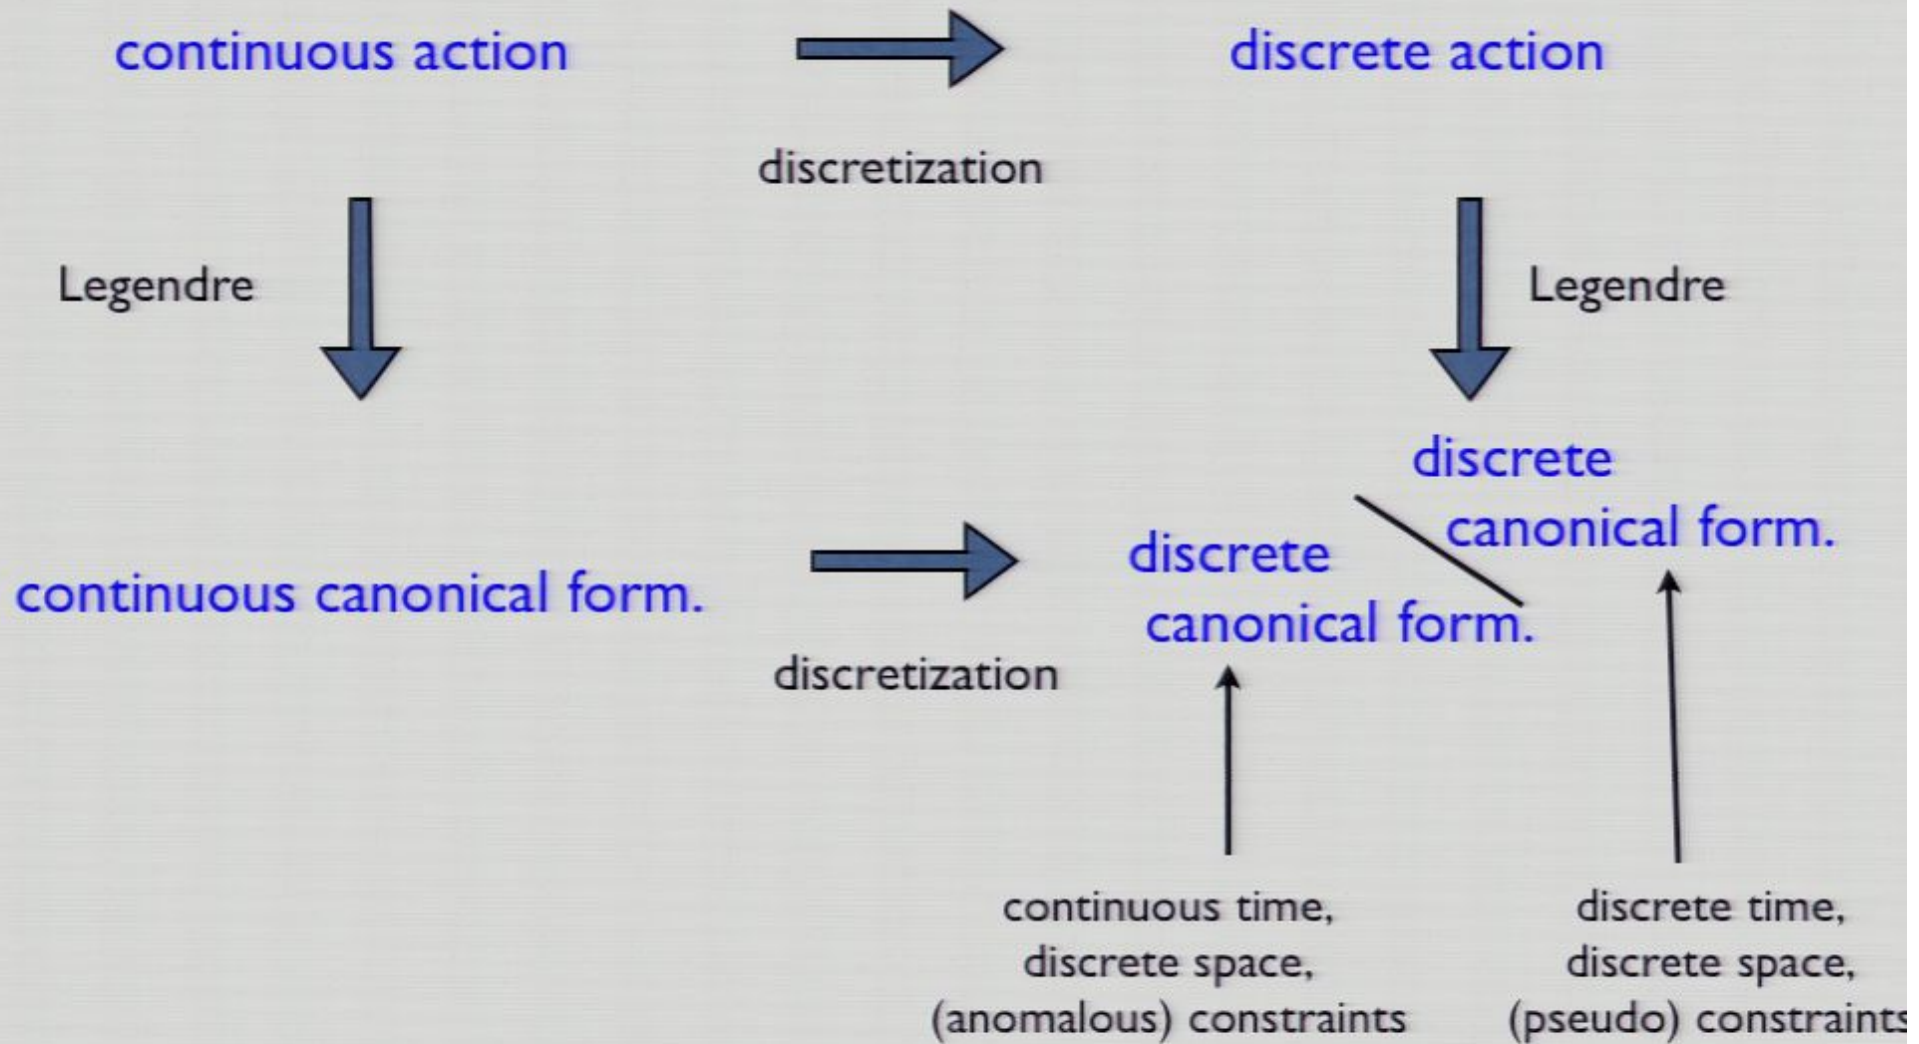 continuous action
discrete action
discretization
Legendre
Legendre
discrete
canonical form.
discrete
canonical form.
continuous canonical form.
discretization
continuous time,
discrete space,
(anomalous) constraints
discrete time,
discrete space,
(pseudo) constraints